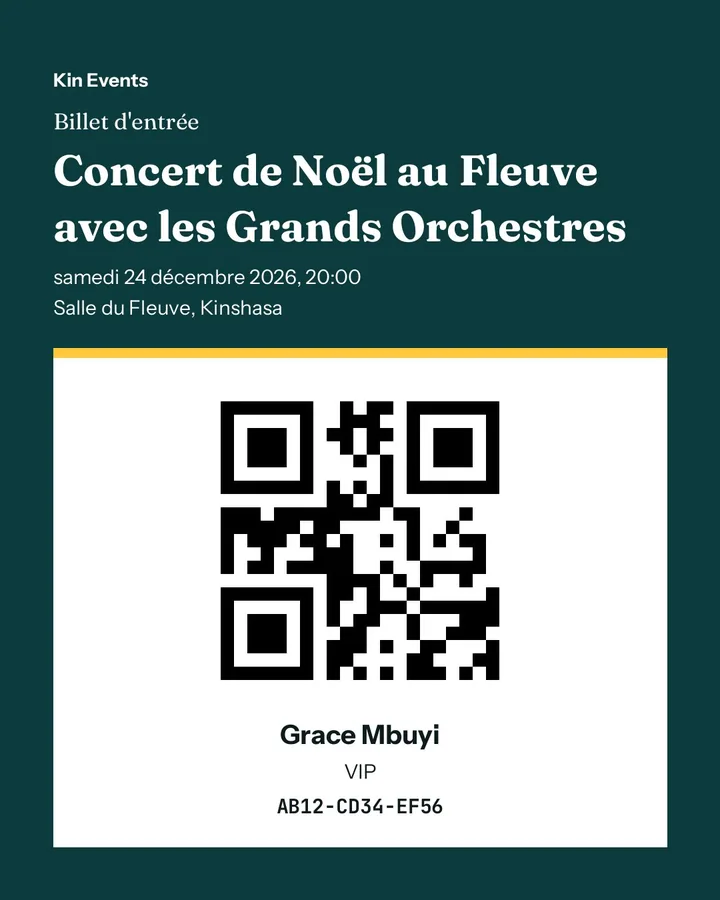 Kin Events
Billet d'entrée
Concert de Noël au Fleuve
avec les Grands Orchestres
samedi 24 décembre 2026, 20:00
Salle du Fleuve, Kinshasa
Grace Mbuyi
VIP
AB12-CD34-EF56